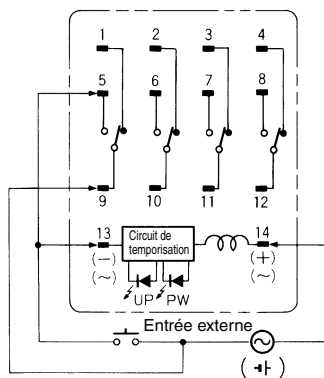 1 2 3 4
5 6 7 8
9 10 11 12
13 Circuit de temporisation 14
(−) (+)
(~) (~)
UP PW
Entrée externe